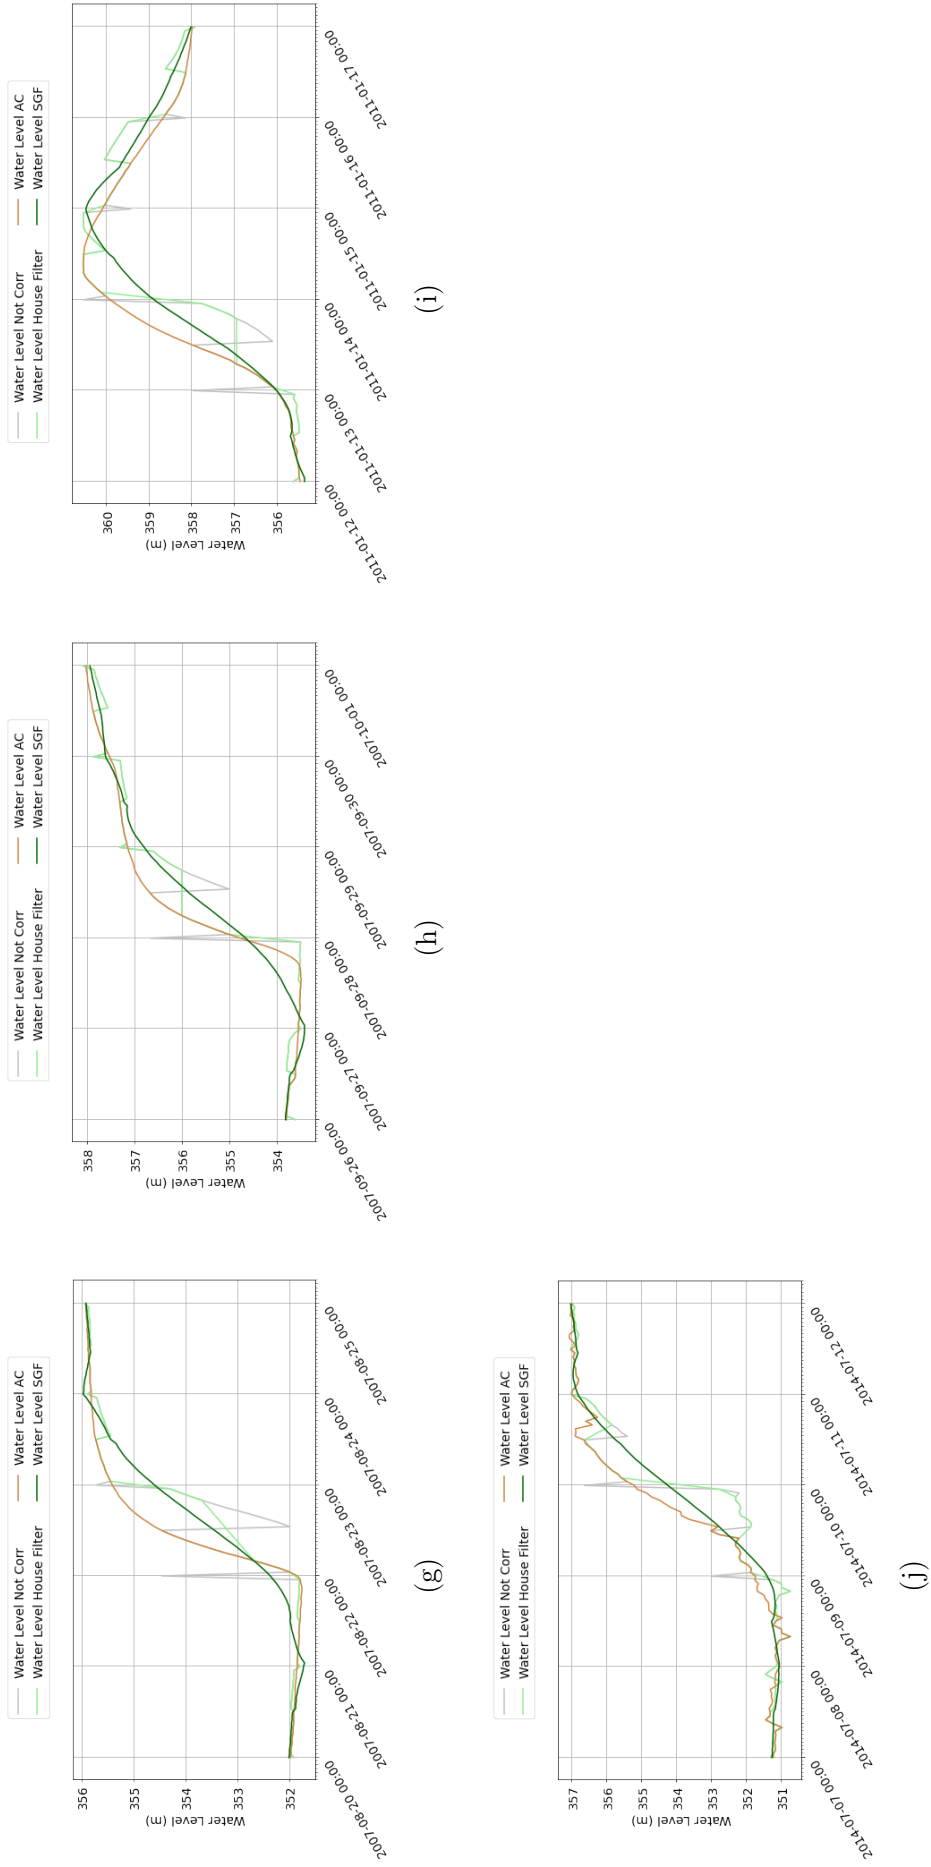 Water Level Not Corr
Water Level House Filter
Water Level AC
Water Level SGF
Water Level (m)
356
355
354
353
352
2007-08-20 00:00
2007-08-21 00:00
2007-08-22 00:00
2007-08-23 00:00
2007-08-24 00:00
2007-08-25 00:00
(g)
Water Level Not Corr
Water Level House Filter
Water Level AC
Water Level SGF
Water Level (m)
358
357
356
355
354
2007-09-26 00:00
2007-09-27 00:00
2007-09-28 00:00
2007-09-29 00:00
2007-09-30 00:00
2007-10-01 00:00
(h)
Water Level Not Corr
Water Level House Filter
Water Level AC
Water Level SGF
Water Level (m)
360
359
358
357
356
2011-01-12 00:00
2011-01-13 00:00
2011-01-14 00:00
2011-01-15 00:00
2011-01-16 00:00
2011-01-17 00:00
(i)
Water Level Not Corr
Water Level House Filter
Water Level AC
Water Level SGF
Water Level (m)
357
356
355
354
353
352
351
2014-07-07 00:00
2014-07-08 00:00
2014-07-09 00:00
2014-07-10 00:00
2014-07-11 00:00
2014-07-12 00:00
(j)